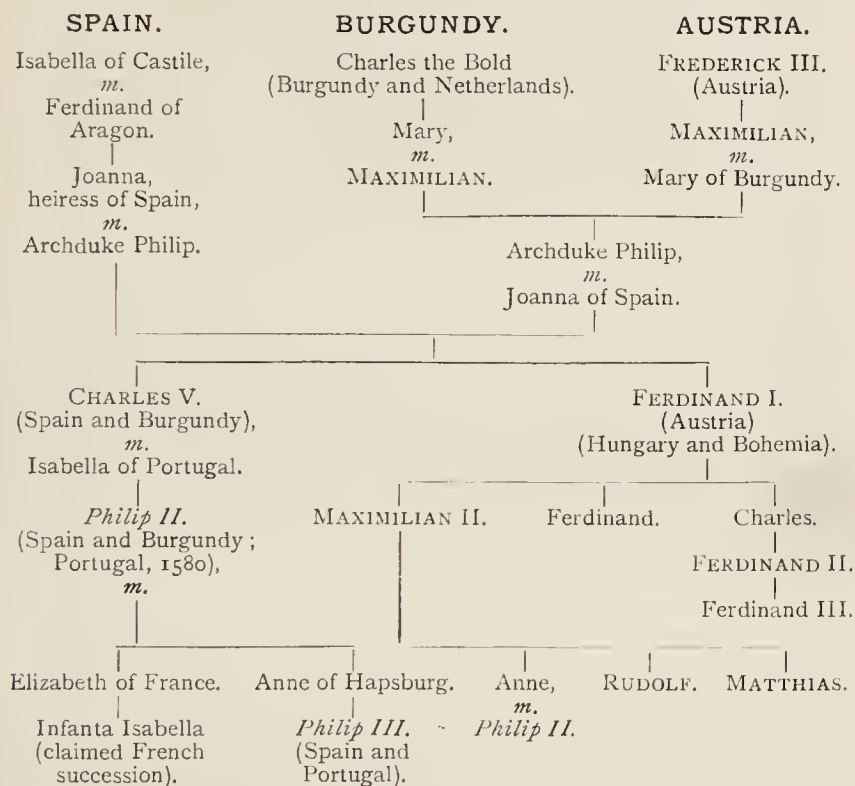 SPAIN. BURGUNDY. AUSTRIA.
Isabella of Castile,
m.
Ferdinand of
Aragon.
Joanna,
heiress of Spain,
m.
Archduke Philip.
Charles the Bold
(Burgundy and Netherlands).
Mary,
m.
MAXIMILIAN.
FREDERICK III.
(Austria).
MAXIMILIAN,
m.
Mary of Burgundy.
Archduke Philip,
m.
Joanna of Spain.
CHARLES V.
(Spain and Burgundy),
m.
Isabella of Portugal.
Philip II.
(Spain and Burgundy ;
Portugal, 1580),
m.
FERDINAND I.
(Austria)
(Hungary and Bohemia).
MAXIMILIAN II. Ferdinand. Charles.
FERDINAND II.
Ferdinand III.
Elizabeth of France. Anne of Hapsburg. Anne, RUDOLF. MATTHIAS.
m.
Infanta Isabella Philip III. Philip II.
(claimed French (Spain and
succession). Portugal).